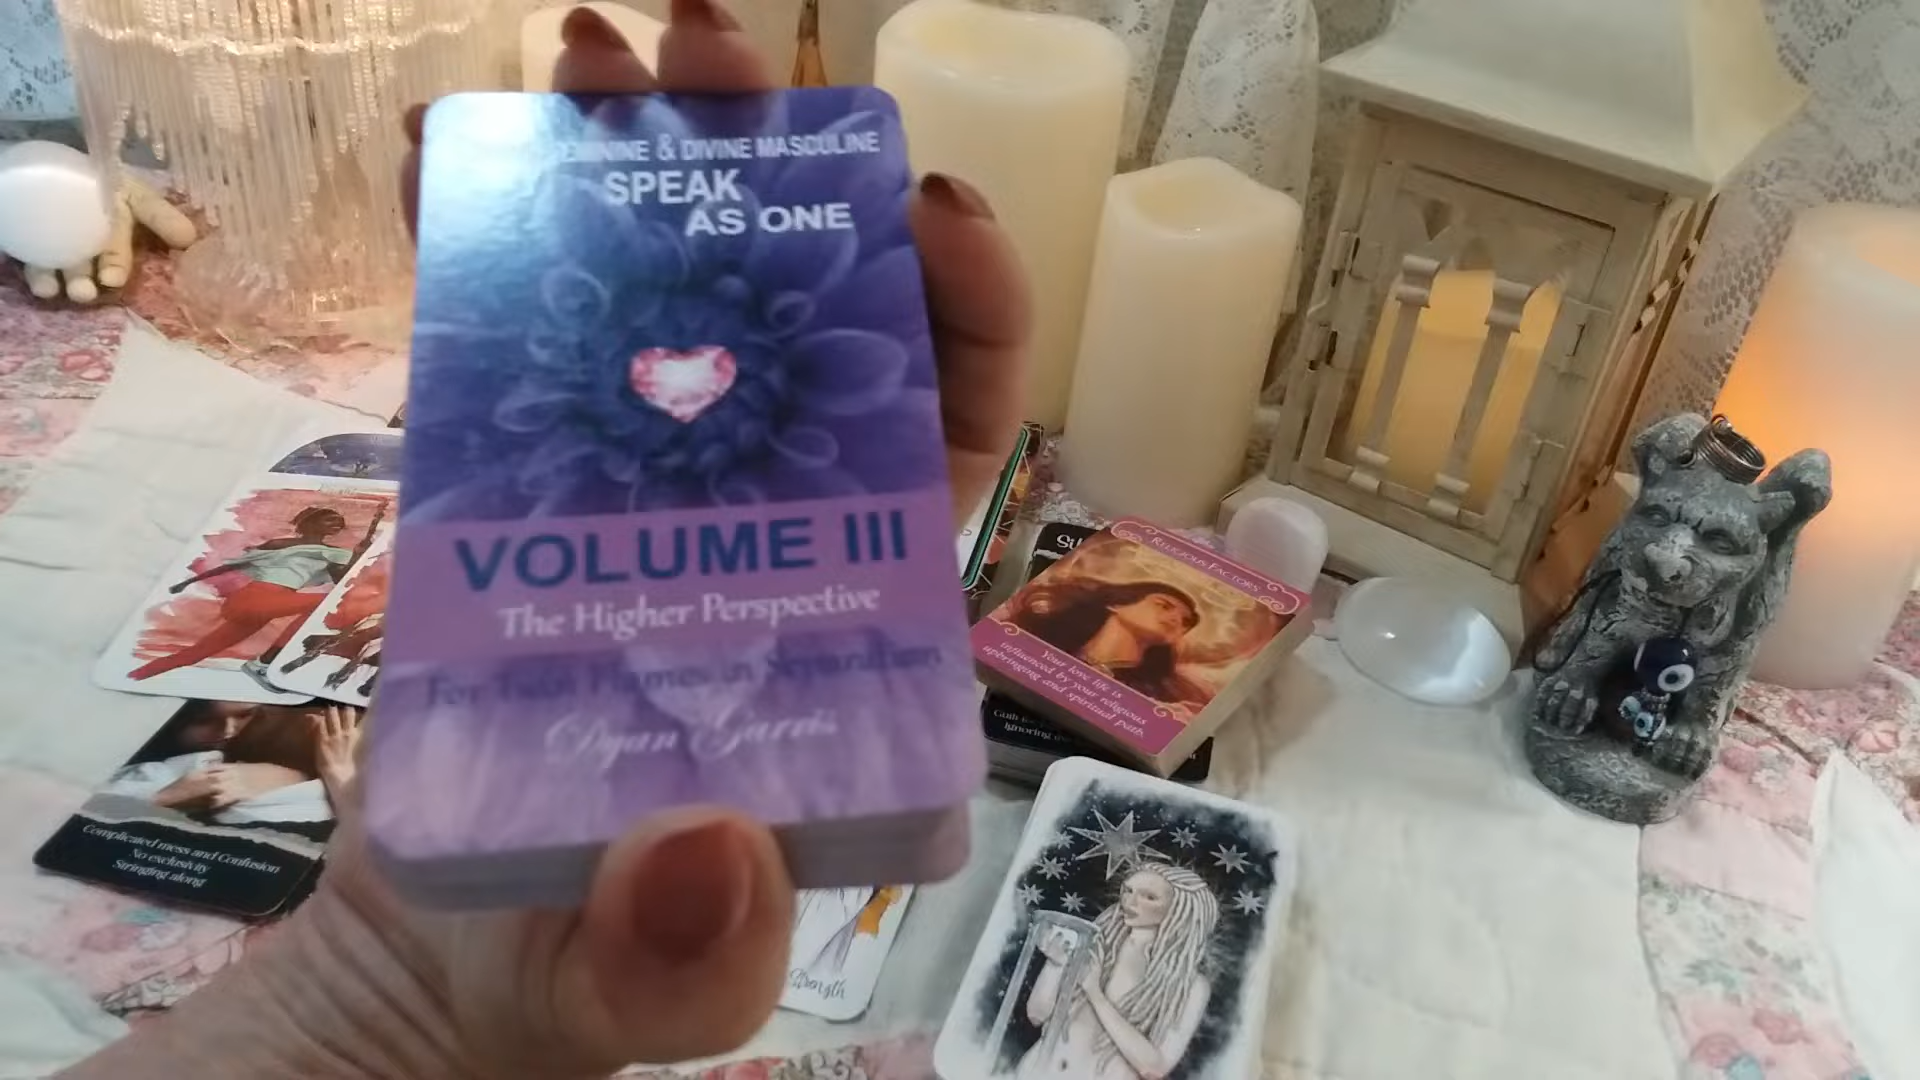 & DIVINE MASCULINE
SPEAK
AS ONE
VOLUME III
The Higher Perspective
For Twin Flames in Separation
Dyan Garris
RELIGIOUS FACTORS
Your love life is
influenced by your religious
upbringing and spiritual path.
Complicated mess and Confusion
No exclusivity
Stringing along
Strength